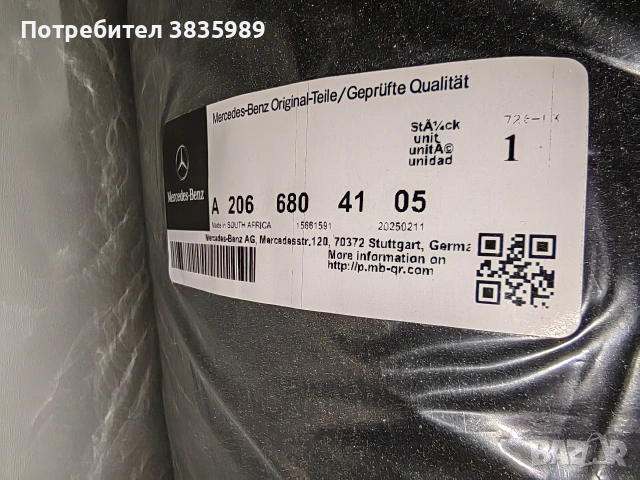 Потребител 3835989
Mercedes-Benz Original-Teile/Geprüfte Qualität
StÃ¼ck
unit
unitÃ©
unidad
1
Mercedes-Benz
A 206 680 41 05
Made in SOUTH AFRICA 15661591 20250211
Mercedes-Benz AG, Mercedesstr.120, 70372 Stuttgart, Germa
More information on
http://p.mb-qr.com
BAZAR